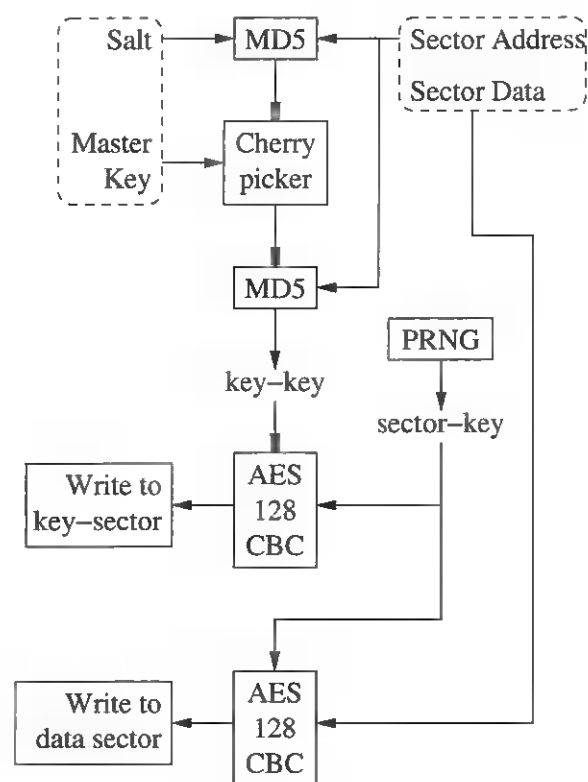 Salt
MD5
Sector Address
Sector Data
Master
Key
Cherry
picker
MD5
PRNG
key–key
sector–key
Write to
key–sector
AES
128
CBC
Write to
data sector
AES
128
CBC